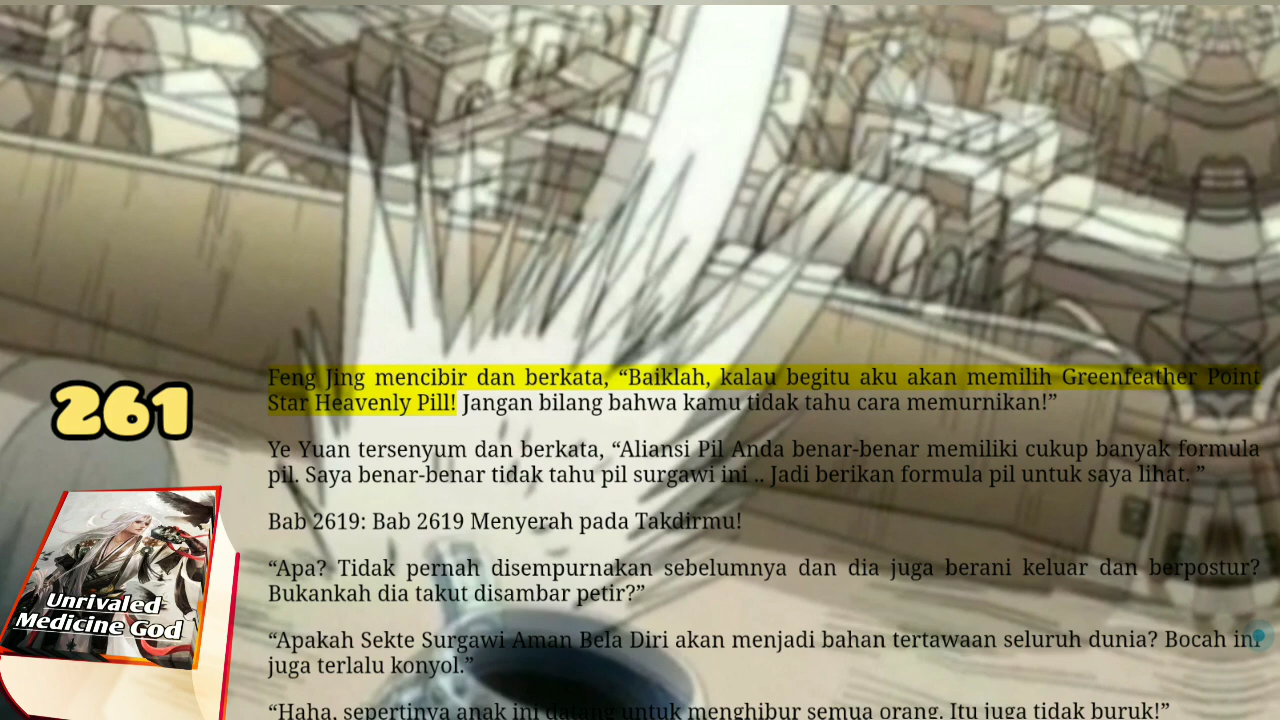 Feng Jing mencibir dan berkata, “Baiklah, kalau begitu aku akan memilih Greenfeather Point
Star Heavenly Pill! Jangan bilang bahwa kamu tidak tahu cara memurnikan!”
Ye Yuan tersenyum dan berkata, “Aliansi Pil Anda benar-benar memiliki cukup banyak formula
pil. Saya benar-benar tidak tahu pil surgawi ini .. Jadi berikan formula pil untuk saya lihat.”
Bab 2619: Bab 2619 Menyerah pada Takdirmu!
“Apa? Tidak pernah disempurnakan sebelumnya dan dia juga berani keluar dan berpostur?
Bukankah dia takut disambar petir?”
“Apakah Sekte Surgawi Aman Bela Diri akan menjadi bahan tertawaan seluruh dunia? Bocah ini
juga terlalu konyol.”
“Haha, sepertinya anak ini datang untuk menghibur semua orang. Itu juga tidak buruk!”
261
Unrivaled
Medicine God